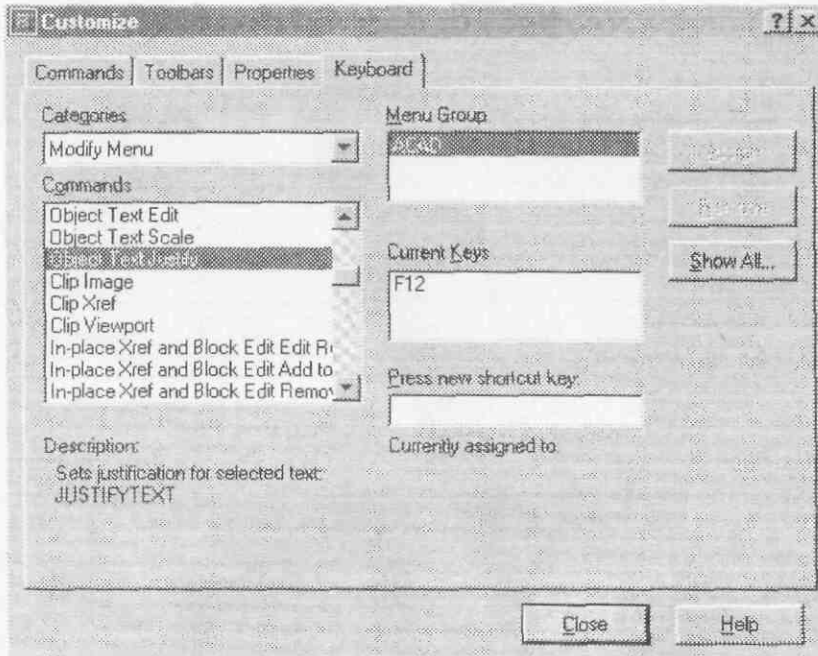 Customize
Commands Toolbars Properties Keyboard
Categories
Modify Menu
Commands
Object Text Edit
Object Text Scale
Object Text Justify
Clip Image
Clip Xref
Clip Viewport
In-place Xref and Block Edit Edit R
In-place Xref and Block Edit Add to
In-place Xref and Block Edit Remov
Description:
Sets justification for selected text:
JUSTIFYTEXT
Menu Group
ACAD
Current Keys
F12
Press new shortcut key:
Currently assigned to
Show All...
Close
Help